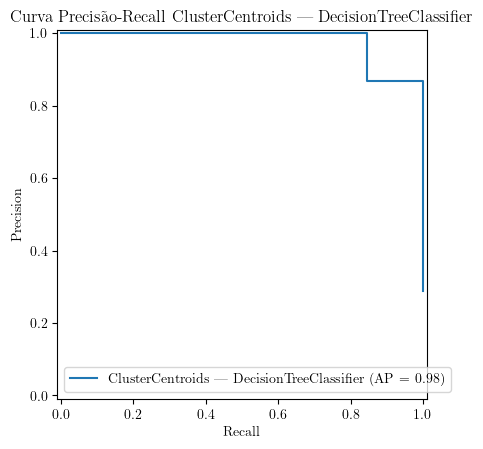 Curva Precisão-Recall ClusterCentroids — DecisionTreeClassifier
1.0
0.8
0.6
0.4
0.2
0.0
Precision
ClusterCentroids — DecisionTreeClassifier (AP = 0.98)
0.0 0.2 0.4 0.6 0.8 1.0
Recall